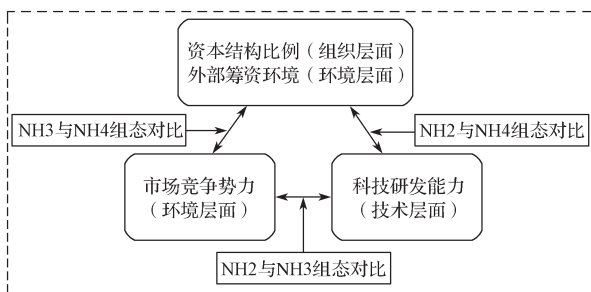 资本结构比例（组织层面）
外部筹资环境（环境层面）
NH3与NH4组态对比
NH2与NH4组态对比
市场竞争势力
（环境层面）
科技研发能力
（技术层面）
NH2与NH3组态对比